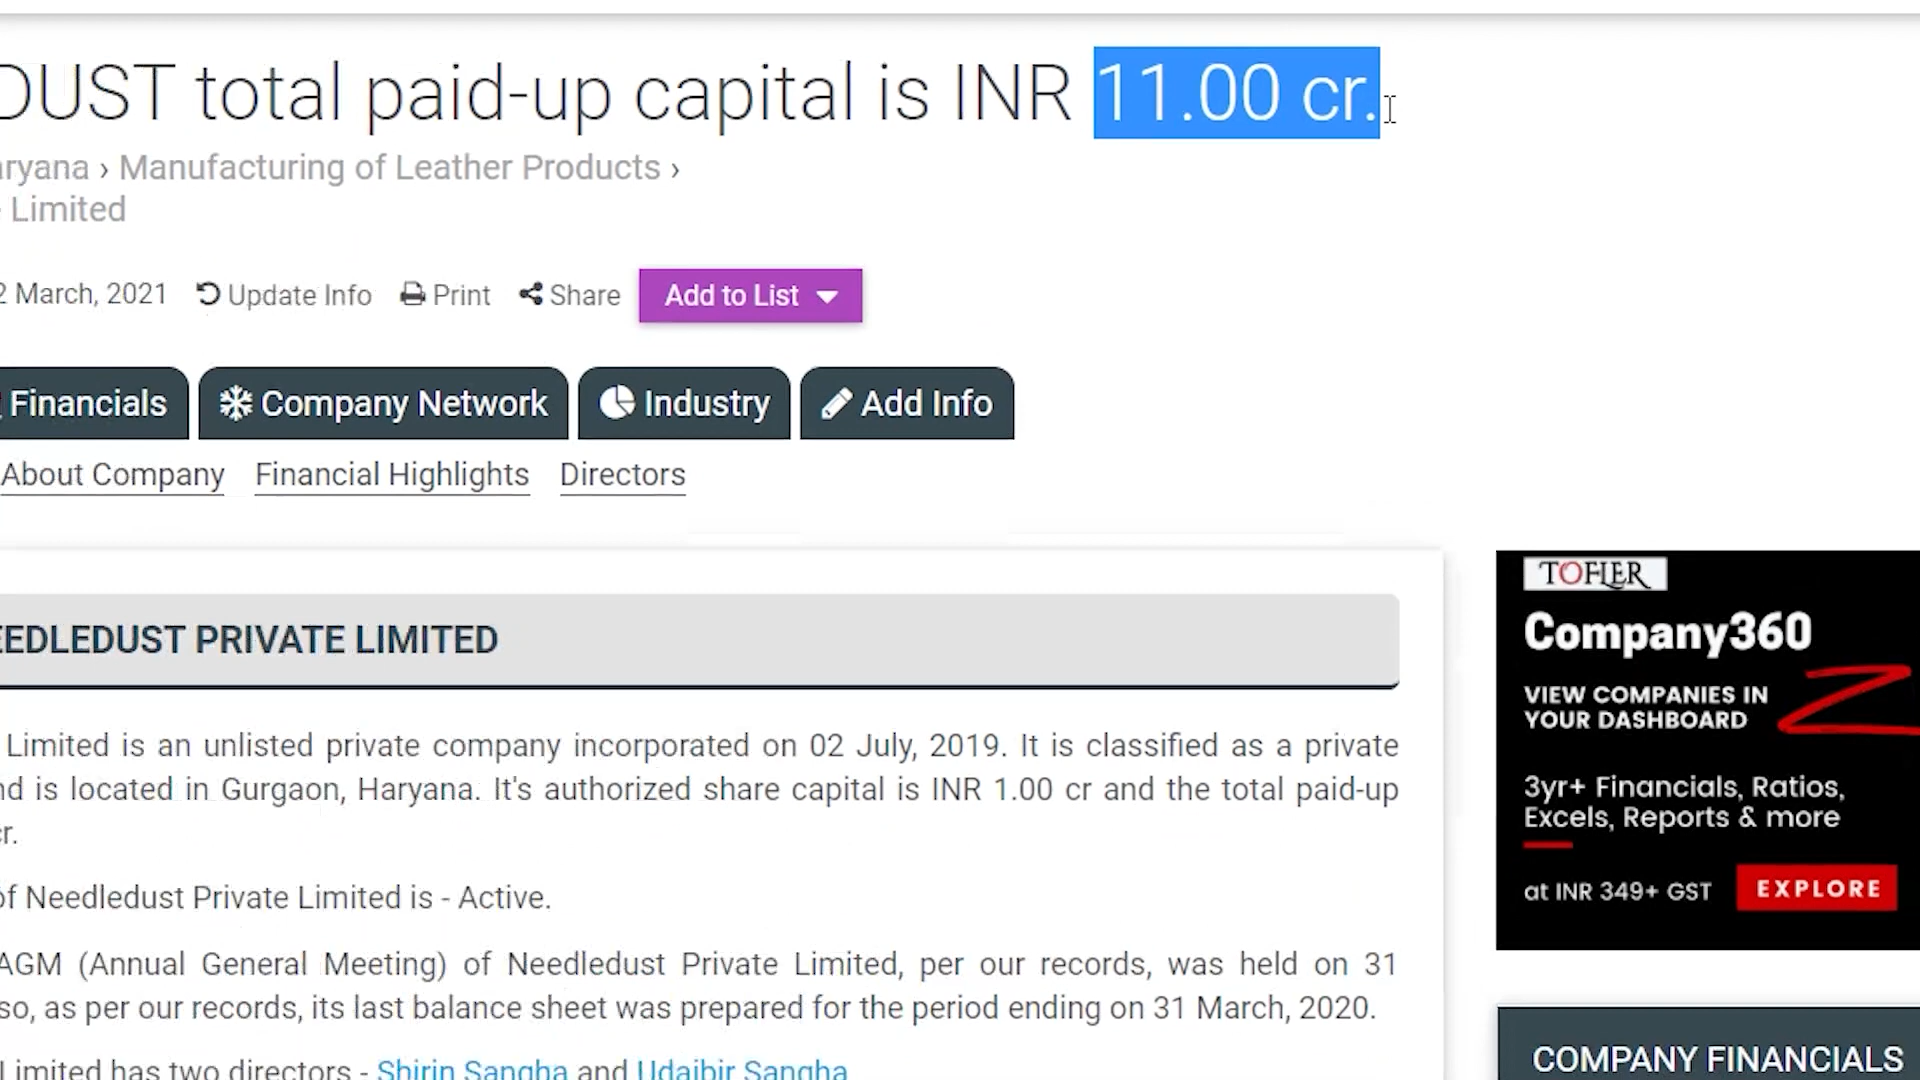 DUST total paid-up capital is INR 11.00 cr.
aryana › Manufacturing of Leather Products ›
Limited
2 March, 2021 Update Info Print Share Add to List
Financials Company Network Industry Add Info
About Company Financial Highlights Directors
EEDLEDUST PRIVATE LIMITED
Limited is an unlisted private company incorporated on 02 July, 2019. It is classified as a private
nd is located in Gurgaon, Haryana. It's authorized share capital is INR 1.00 cr and the total paid-up
cr.
of Needledust Private Limited is - Active.
AGM (Annual General Meeting) of Needledust Private Limited, per our records, was held on 31
so, as per our records, its last balance sheet was prepared for the period ending on 31 March, 2020.
Limited has two directors - Shirin Sangha and Udaibir Sangha
TOFLER
Company360
VIEW COMPANIES IN
YOUR DASHBOARD
3yr+ Financials, Ratios,
Excels, Reports & more
at INR 349+ GST EXPLORE
COMPANY FINANCIALS